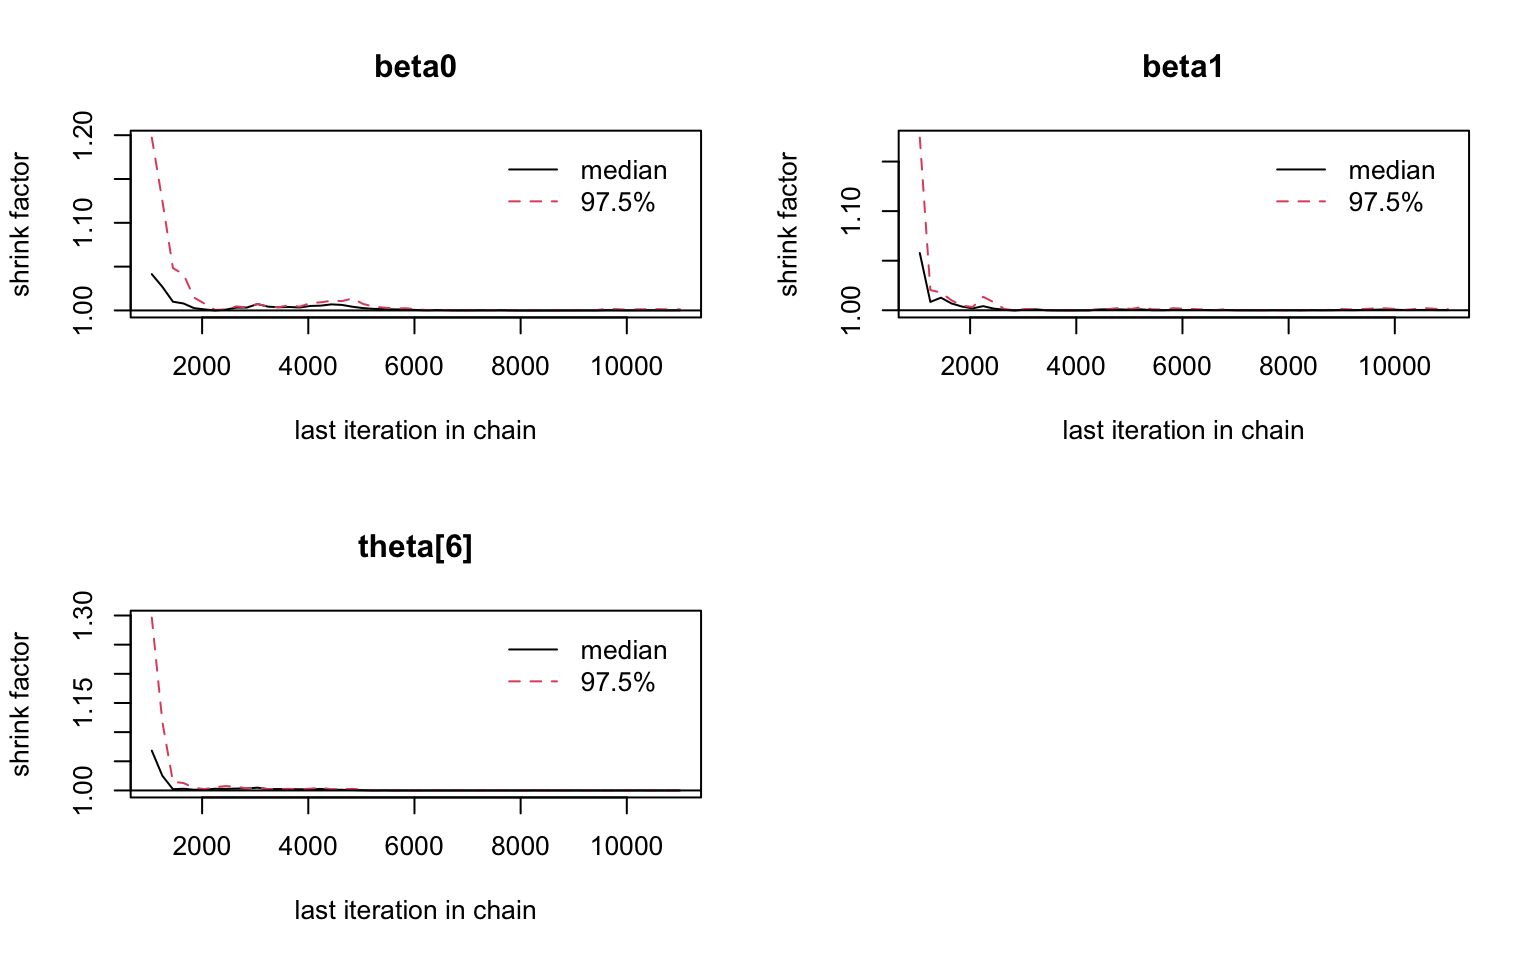 beta0
shrink factor
1.20
1.10
1.00
median
97.5%
2000 4000 6000 8000 10000
last iteration in chain
beta1
shrink factor
1.10
1.00
median
97.5%
2000 4000 6000 8000 10000
last iteration in chain
theta[6]
shrink factor
1.30
1.15
1.00
median
97.5%
2000 4000 6000 8000 10000
last iteration in chain